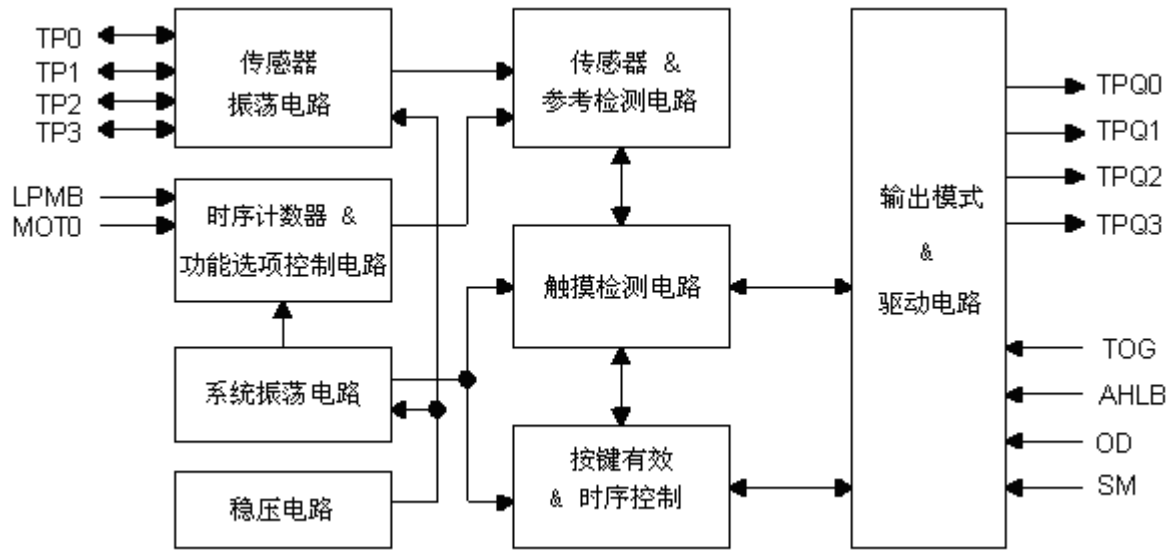 TP0
TP1
TP2
TP3
LPMB
MOT0
传感器
振荡电路
时序计数器 &
功能选项控制电路
系统振荡电路
稳压电路
传感器 &
参考检测电路
触摸检测电路
按键有效
& 时序控制
输出模式
&
驱动电路
TPQ0
TPQ1
TPQ2
TPQ3
TOG
AHLB
OD
SM